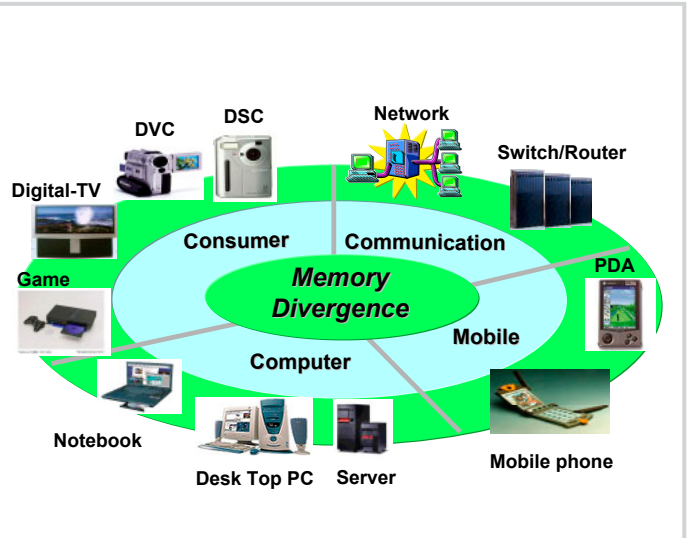 DVC
DSC
Network
Switch/Router
Digital-TV
Consumer
Communication
Game
Memory
Divergence
PDA
Mobile
Computer
Notebook
Desk Top PC
Server
Mobile phone